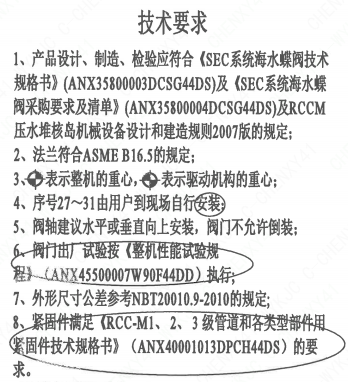 技术要求
1、产品设计、制造、检验应符合《SEC系统海水蝶阀技术
规格书》(ANX35800003DCSG44DS)及《SEC系统海水蝶
阀采购要求及清单》(ANX35800004DCSG44DS)及RCCM
压水堆核岛机械设备设计和建造规则2007版的规定;
2、法兰符合ASME B16.5的规定;
3、表示整机的重心,表示驱动机构的重心;
4、序号27～31由用户到现场自行安装;
5、阀轴建议水平或垂直向上安装，阀门不允许倒装;
6、阀门出厂试验按《整机性能试验规
程》（ANX45500007W90F44DD）执行;
7、外形尺寸公差参考NBT20010.9-2010的规定;
8、紧固件满足《RCC-M1、2、3 级管道和各类型部件用
紧固件技术规格书》（ANX40001013DPCH44DS）的要
求。